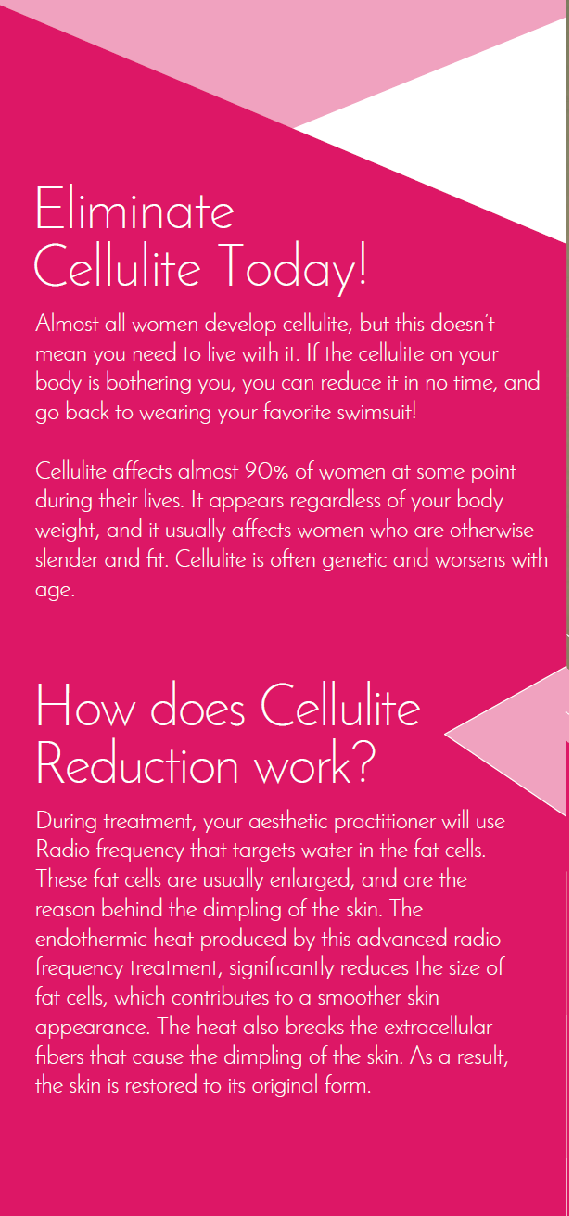 Eliminate
Cellulite Today!
Almost all women develop cellulite, but this doesn't
mean you need to live with it. If the cellulite on your
body is bothering you, you can reduce it in no time, and
go back to wearing your favorite swimsuit!
Cellulite affects almost 90% of women at some point
during their lives. It appears regardless of your body
weight, and it usually affects women who are otherwise
slender and fit. Cellulite is often genetic and worsens with
age.
How does Cellulite
Reduction work?
During treatment, your aesthetic practitioner will use
Radio frequency that targets water in the fat cells.
These fat cells are usually enlarged, and are the
reason behind the dimpling of the skin. The
endothermic heat produced by this advanced radio
frequency treatment, significantly reduces the size of
fat cells, which contributes to a smoother skin
appearance. The heat also breaks the extracellular
fibers that cause the dimpling of the skin. As a result,
the skin is restored to its original form.